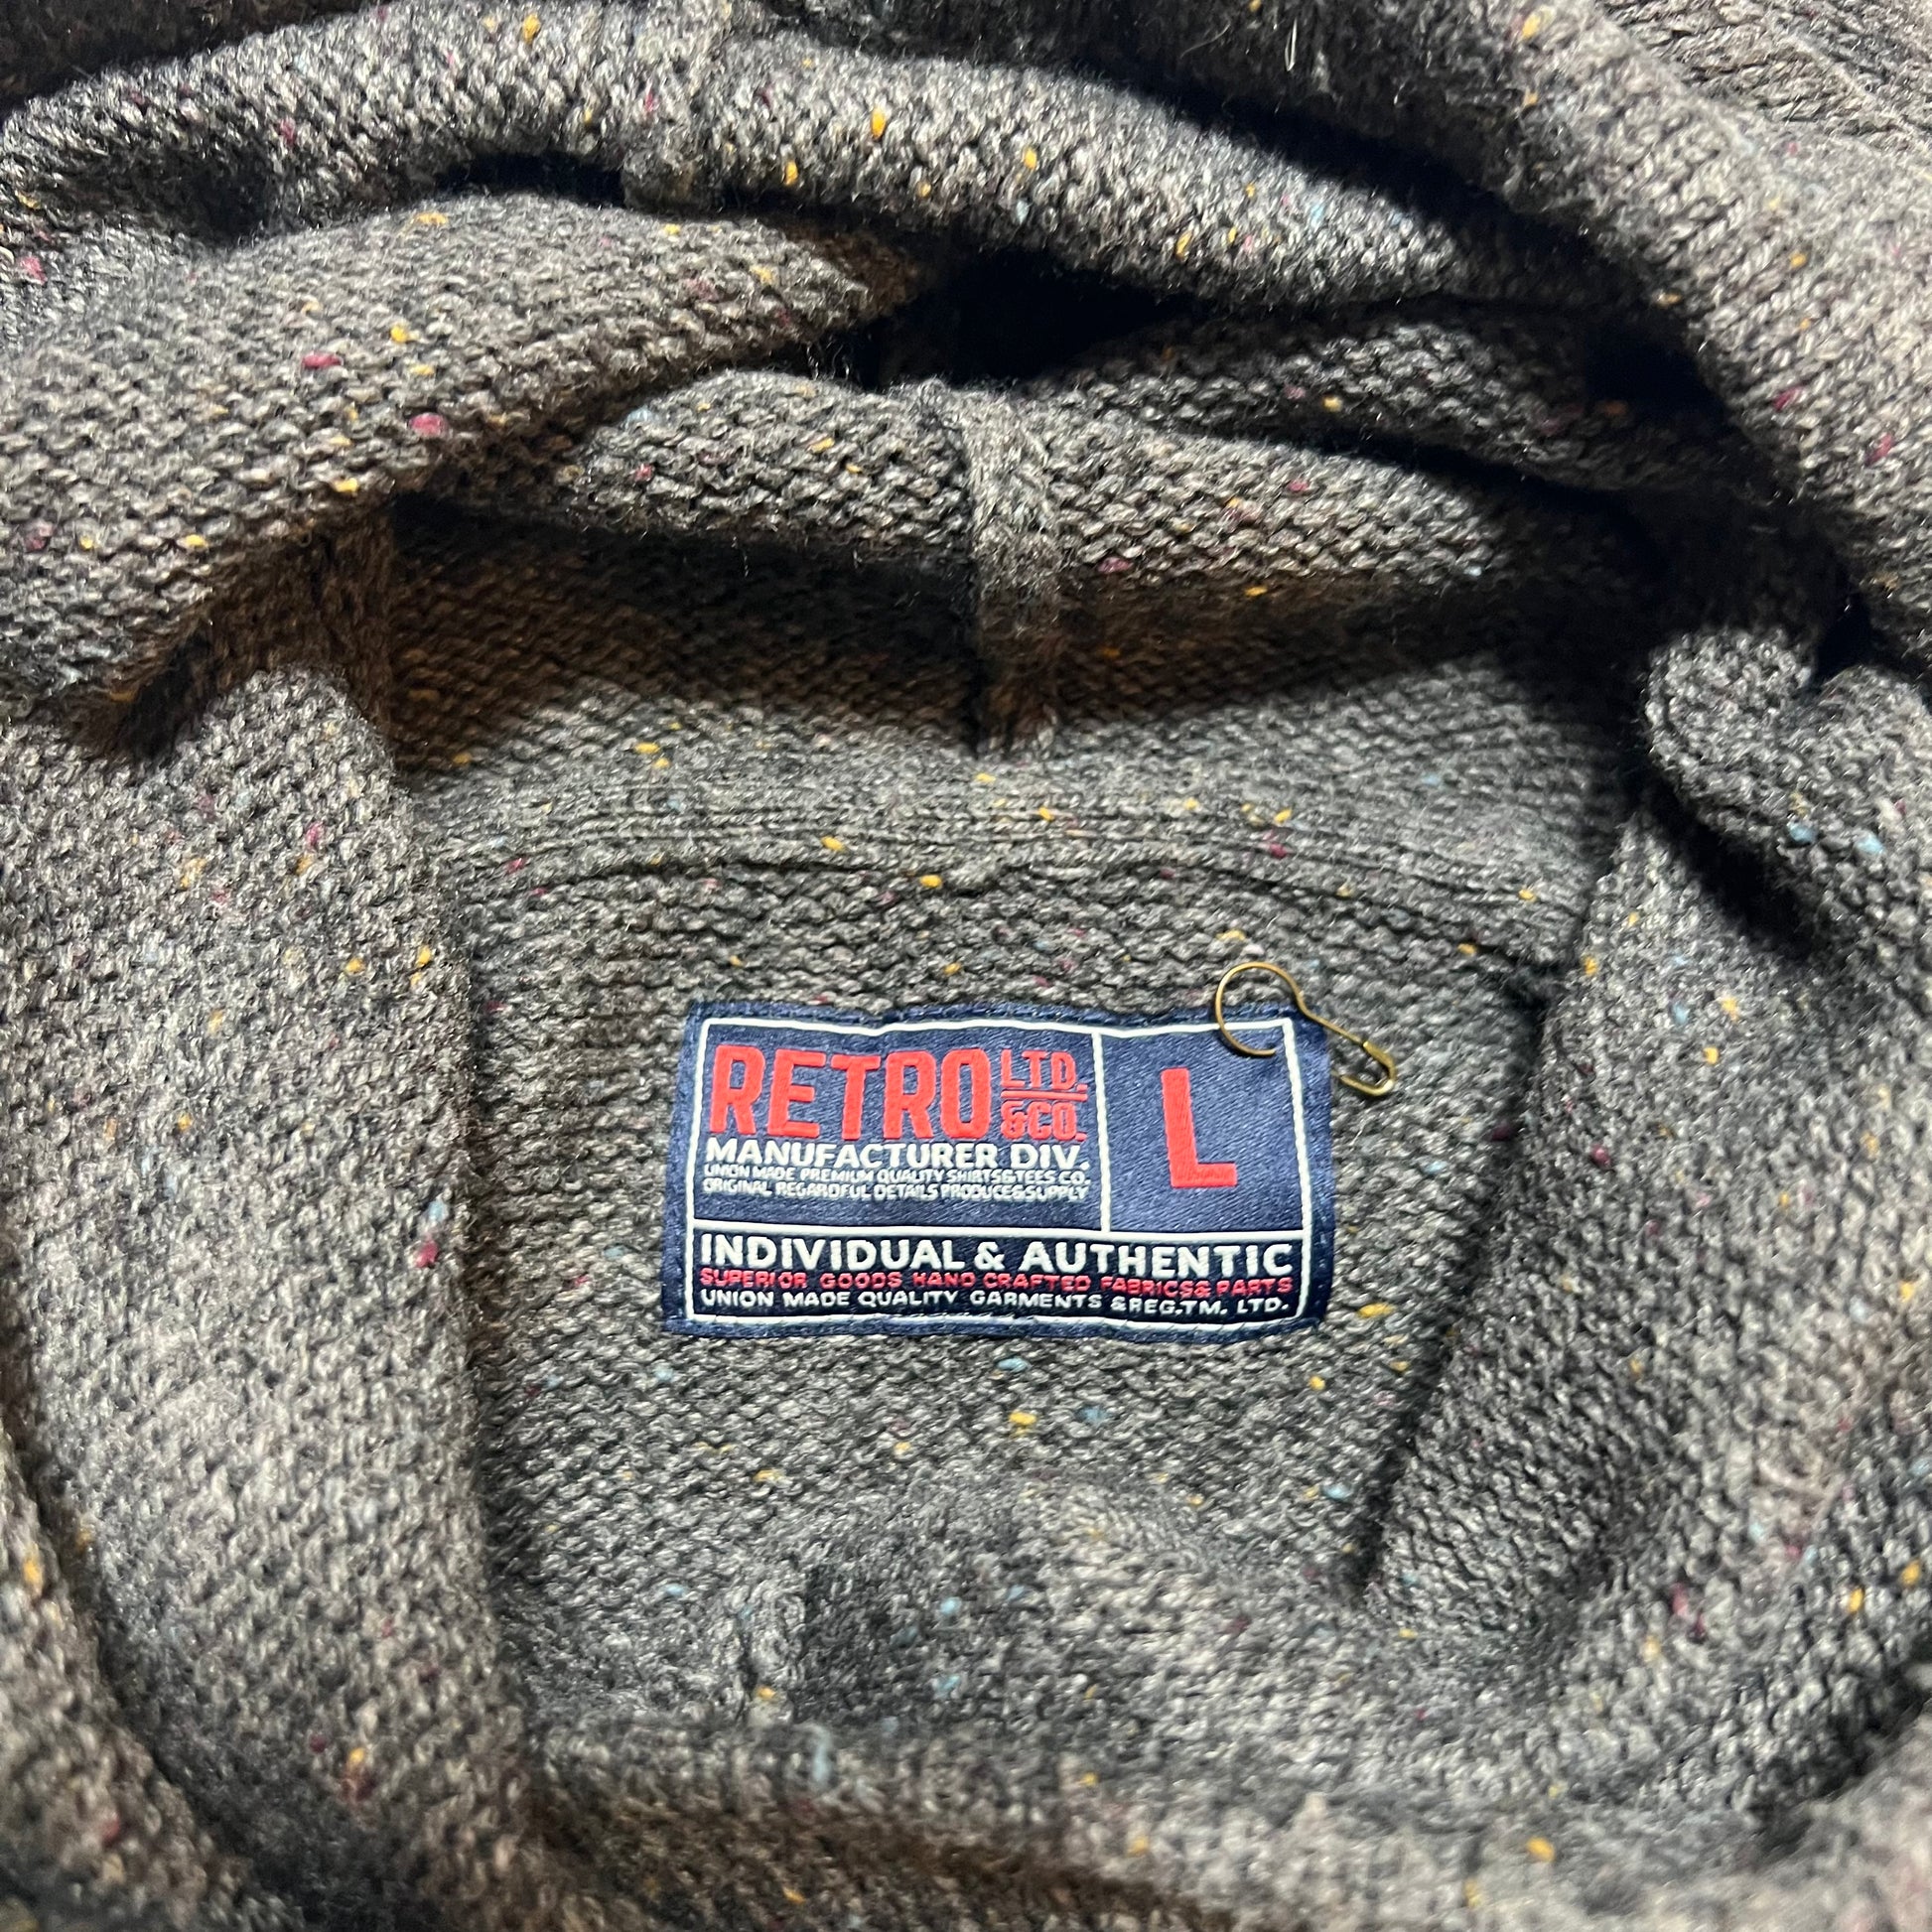 RETRO LTD. &CO.
L
MANUFACTURER DIV.
UNION MADE PREMIUM QUALITY SHIRTS&TEES CO.
ORIGINAL REGARDFUL DETAILS PRODUCE&SUPPLY
INDIVIDUAL & AUTHENTIC
SUPERIOR GOODS HAND CRAFTED FABRICS& PARTS
UNION MADE QUALITY GARMENTS &REG.TM. LTD.